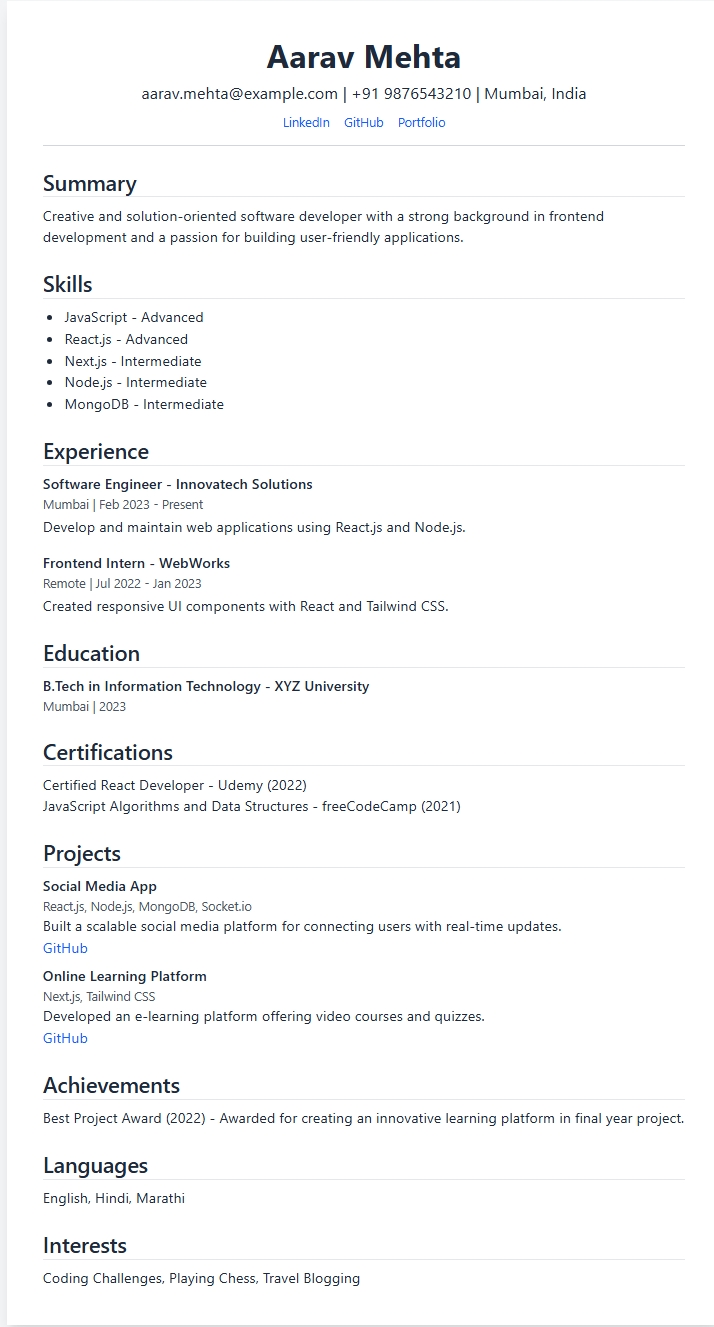 Aarav Mehta
aarav.mehta@example.com | +91 9876543210 | Mumbai, India
LinkedIn GitHub Portfolio
Summary
Creative and solution-oriented software developer with a strong background in frontend
development and a passion for building user-friendly applications.
Skills
• JavaScript - Advanced
• React.js - Advanced
• Next.js - Intermediate
• Node.js - Intermediate
• MongoDB - Intermediate
Experience
Software Engineer - Innovatech Solutions
Mumbai | Feb 2023 - Present
Develop and maintain web applications using React.js and Node.js.
Frontend Intern - WebWorks
Remote | Jul 2022 - Jan 2023
Created responsive UI components with React and Tailwind CSS.
Education
B.Tech in Information Technology - XYZ University
Mumbai | 2023
Certifications
Certified React Developer - Udemy (2022)
JavaScript Algorithms and Data Structures - freeCodeCamp (2021)
Projects
Social Media App
React.js, Node.js, MongoDB, Socket.io
Built a scalable social media platform for connecting users with real-time updates.
GitHub
Online Learning Platform
Next.js, Tailwind CSS
Developed an e-learning platform offering video courses and quizzes.
GitHub
Achievements
Best Project Award (2022) - Awarded for creating an innovative learning platform in final year project.
Languages
English, Hindi, Marathi
Interests
Coding Challenges, Playing Chess, Travel Blogging